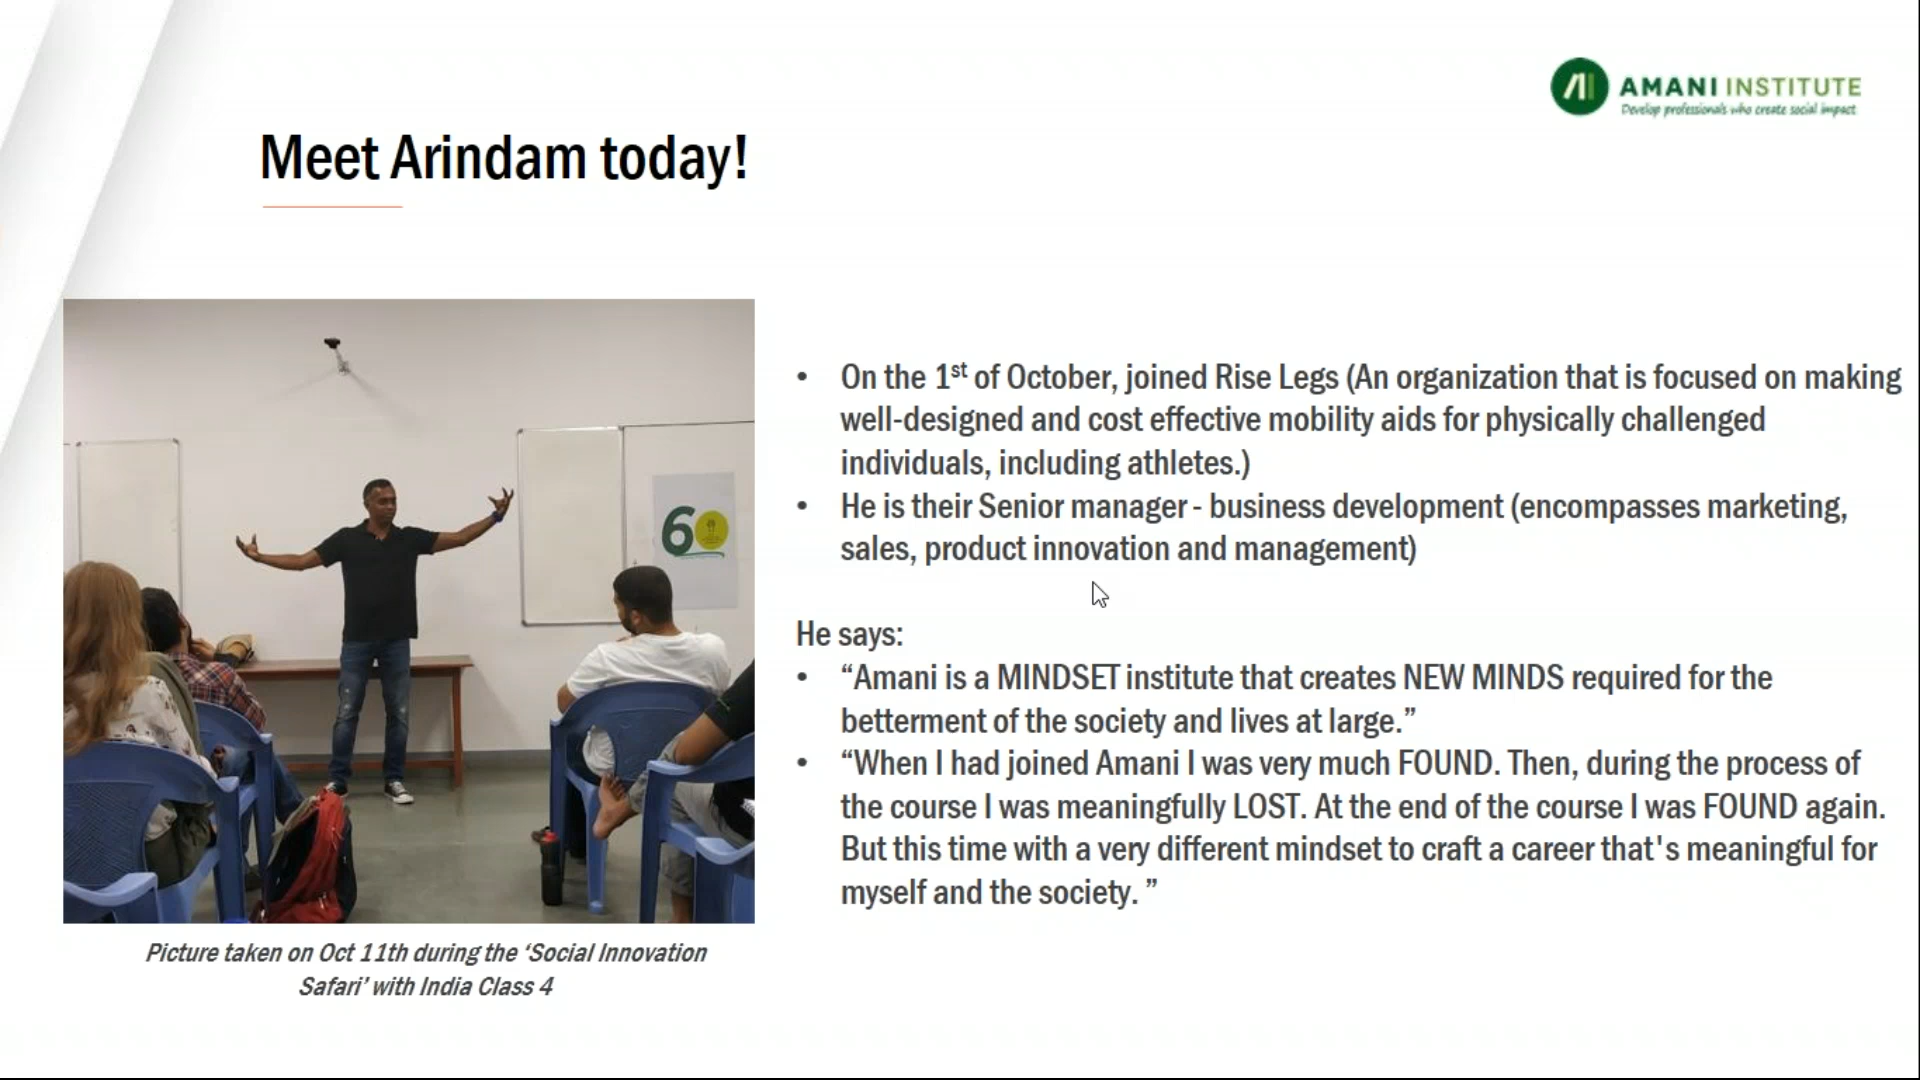 AMANI INSTITUTE
Develop professionals who create social impact
Meet Arindam today!
60
• On the 1st of October, joined Rise Legs (An organization that is focused on making
well-designed and cost effective mobility aids for physically challenged
individuals, including athletes.)
• He is their Senior manager - business development (encompasses marketing,
sales, product innovation and management)
He says:
• “Amani is a MINDSET institute that creates NEW MINDS required for the
betterment of the society and lives at large.”
• “When I had joined Amani I was very much FOUND. Then, during the process of
the course I was meaningfully LOST. At the end of the course I was FOUND again.
But this time with a very different mindset to craft a career that's meaningful for
myself and the society. ”
Picture taken on Oct 11th during the ‘Social Innovation
Safari’ with India Class 4